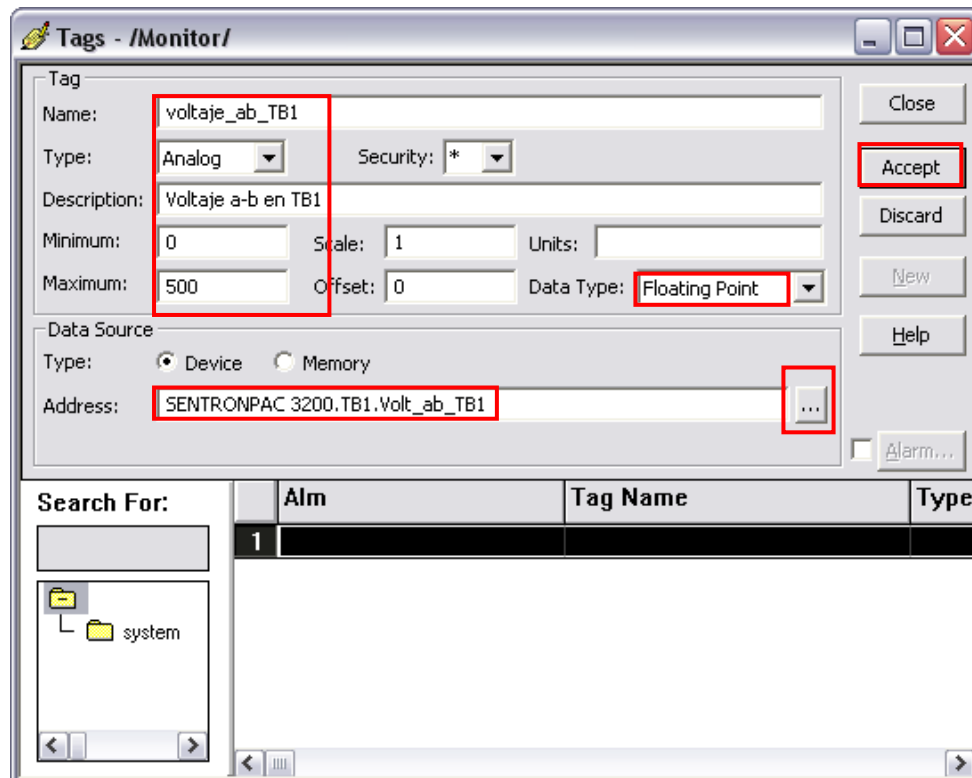 Tags - /Monitor/
Tag
Name: voltaje_ab_TB1
Type: Analog Security: *
Description: Voltaje a-b en TB1
Minimum: 0 Scale: 1 Units:
Maximum: 500 Offset: 0 Data Type: Floating Point
Close
Accept
Discard
New
Help
Data Source
Type: Device Memory
Address: SENTRONPAC 3200.TB1.Volt_ab_TB1 ...
Alarm...
Search For:
system
Alm Tag Name Type
1